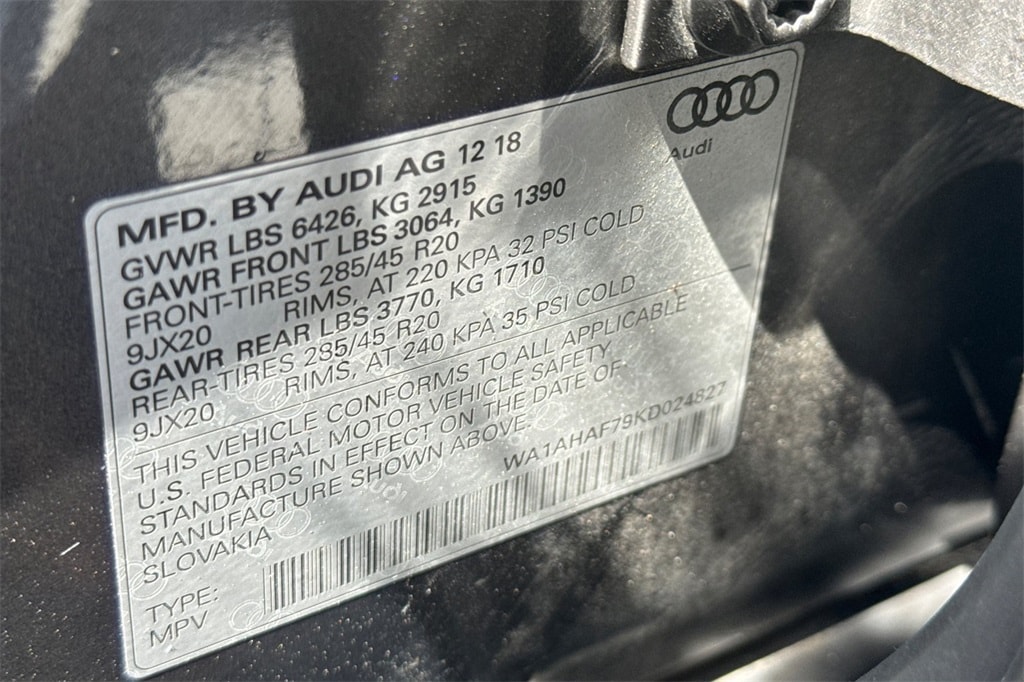 Audi
MFD. BY AUDI AG 12 18
GVWR LBS 6426, KG 2915
GAWR FRONT LBS 3064, KG 1390
FRONT-TIRES 285/45 R20
9JX20 RIMS, AT 220 KPA 32 PSI COLD
GAWR REAR LBS 3770, KG 1710
REAR-TIRES 285/45 R20
9JX20 RIMS, AT 240 KPA 35 PSI COLD
THIS VEHICLE CONFORMS TO ALL APPLICABLE
U.S. FEDERAL MOTOR VEHICLE SAFETY
STANDARDS IN EFFECT ON THE DATE OF
MANUFACTURE SHOWN ABOVE.
SLOVAKIA
WA1AHAF79KD024827
TYPE:
MPV